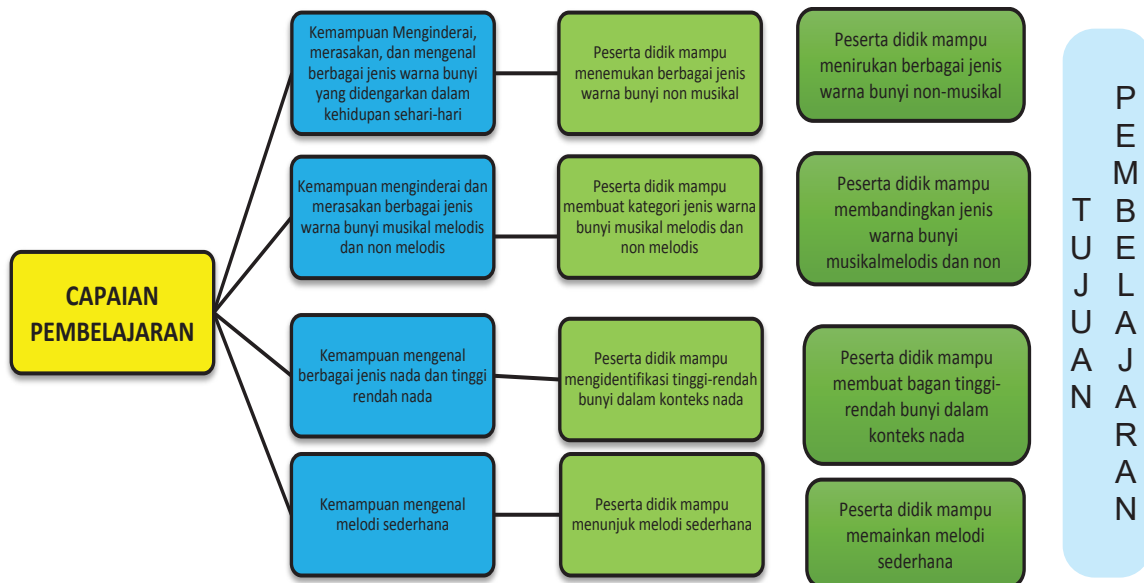 CAPAIAN
PEMBELAJARAN
Kemampuan Menginderai,
merasakan, dan mengenal
berbagai jenis warna bunyi
yang didengarkan dalam
kehidupan sehari-hari
Peserta didik mampu
menemukan berbagai jenis
warna bunyi non musikal
Peserta didik mampu
menirukan berbagai jenis
warna bunyi non-musikal
Kemampuan menginderai dan
merasakan berbagai jenis
warna bunyi musikal melodis
dan non melodis
Peserta didik mampu
membuat kategori jenis warna
bunyi musikal melodis dan
non melodis
Peserta didik mampu
membandingkan jenis
warna bunyi
musikalmelodis dan non
Kemampuan mengenal
berbagai jenis nada dan tinggi
rendah nada
Peserta didik mampu
mengidentifikasi tinggi-rendah
bunyi dalam konteks nada
Peserta didik mampu
membuat bagan tinggi-
rendah bunyi dalam
konteks nada
Kemampuan mengenal
melodi sederhana
Peserta didik mampu
menunjuk melodi sederhana
Peserta didik mampu
memainkan melodi
sederhana
TUJUAN
PEMBELAJARAN